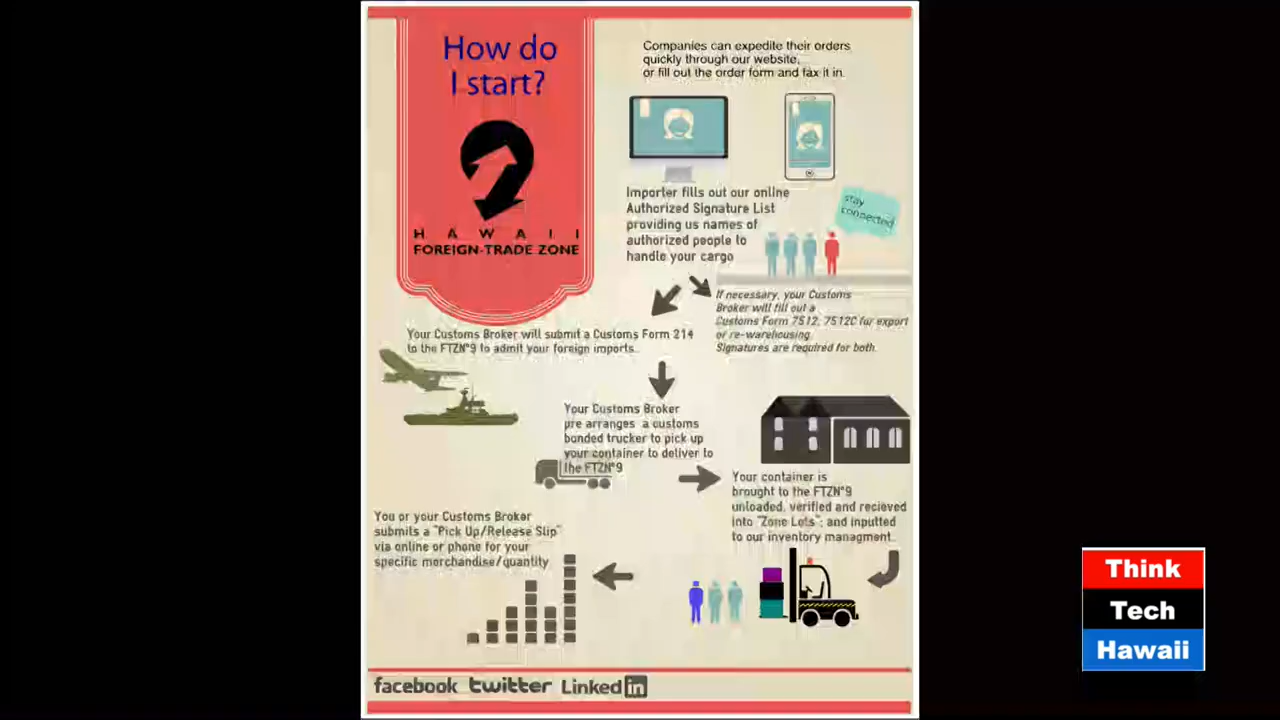 How do
I start?
HAWAII
FOREIGN-TRADE ZONE
Companies can expedite their orders
quickly through our website,
or fill out the order form and fax it in.
Importer fills out our online
Authorized Signature List
providing us names of
authorized people to
handle your cargo
stay
connected
If necessary, your Customs
Broker will fill out a
Customs Form 7512, 7512C for export
or re-warehousing
Signatures are required for both.
Your Customs Broker will submit a Customs Form 214
to the FTZN°9 to admit your foreign imports.
Your Customs Broker
pre arranges a customs
bonded trucker to pick up
your container to deliver to
the FTZN°9
Your container is
brought to the FTZN°9
unloaded, verified and recieved
into "Zone Lots"; and inputted
to our inventory managment.
You or your Customs Broker
submits a "Pick Up/Release Slip"
via online or phone for your
specific merchandise/quantity
facebook twitter Linked in
Think
Tech
Hawaii